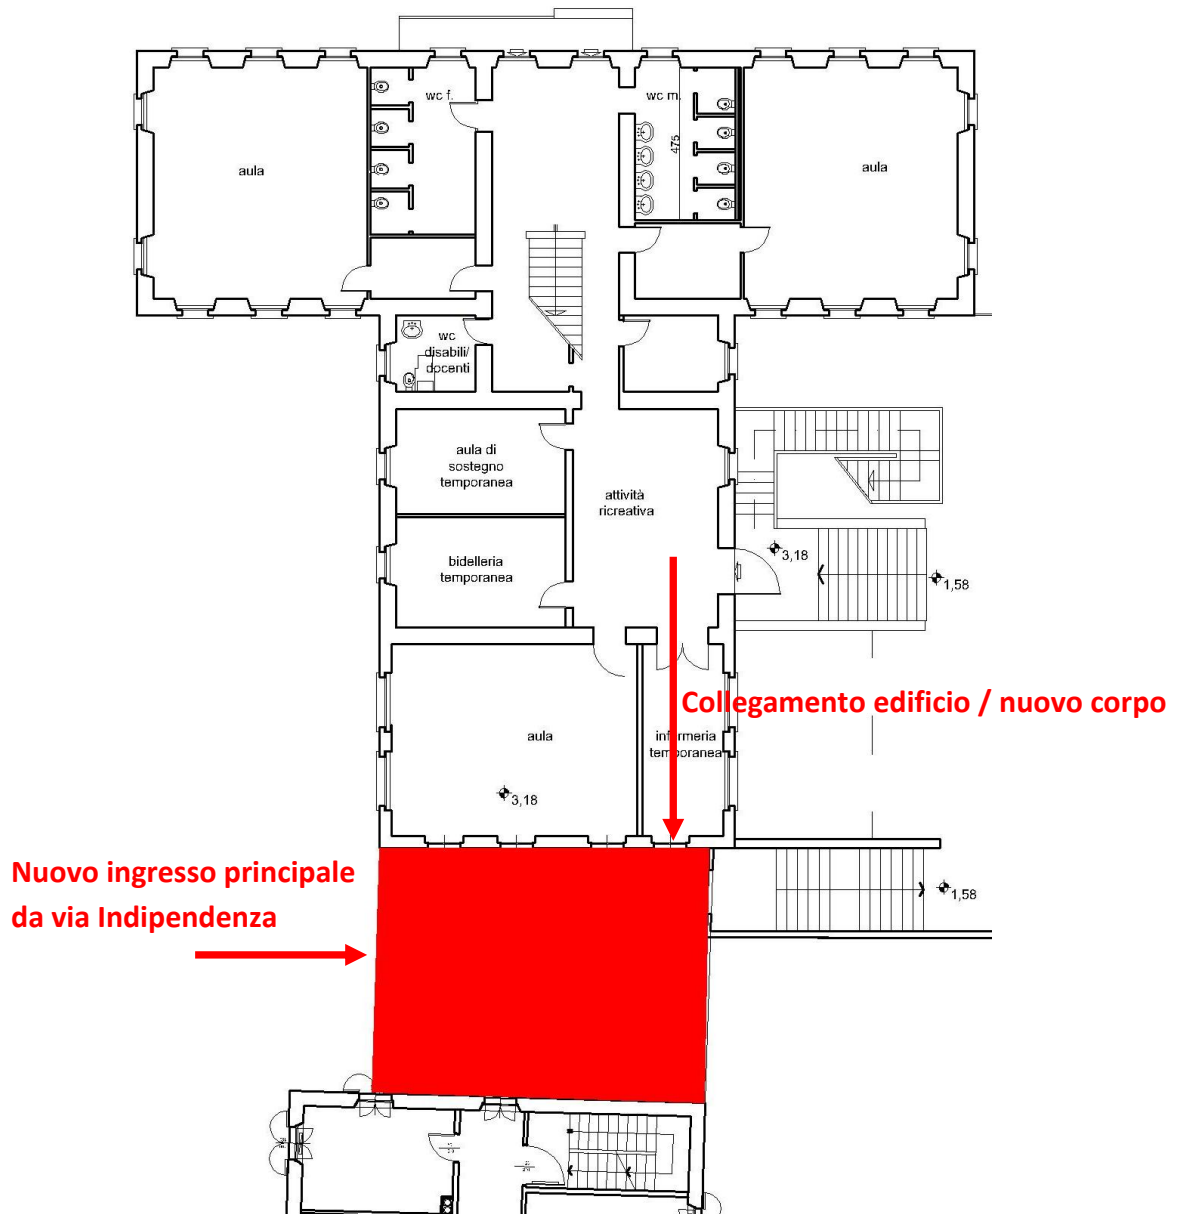 wc f.
wc m.
475
aula
aula
wc
disabili/
docenti
aula di
sostegno
temporanea
attività
ricreativa
bidelleria
temporanea
3,18
1,58
Collegamento edificio / nuovo corpo
aula
infermeria
temporanea
3,18
Nuovo ingresso principale
da via Indipendenza
1,58